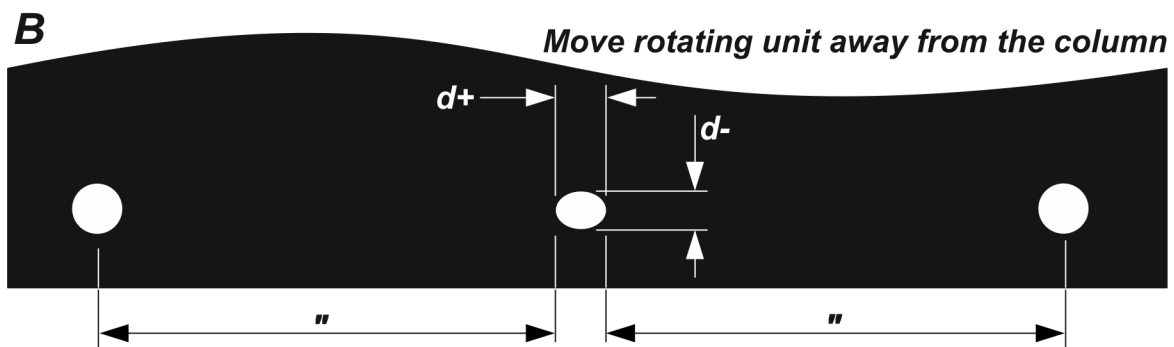 B
Move rotating unit away from the column
d+
d-
" "